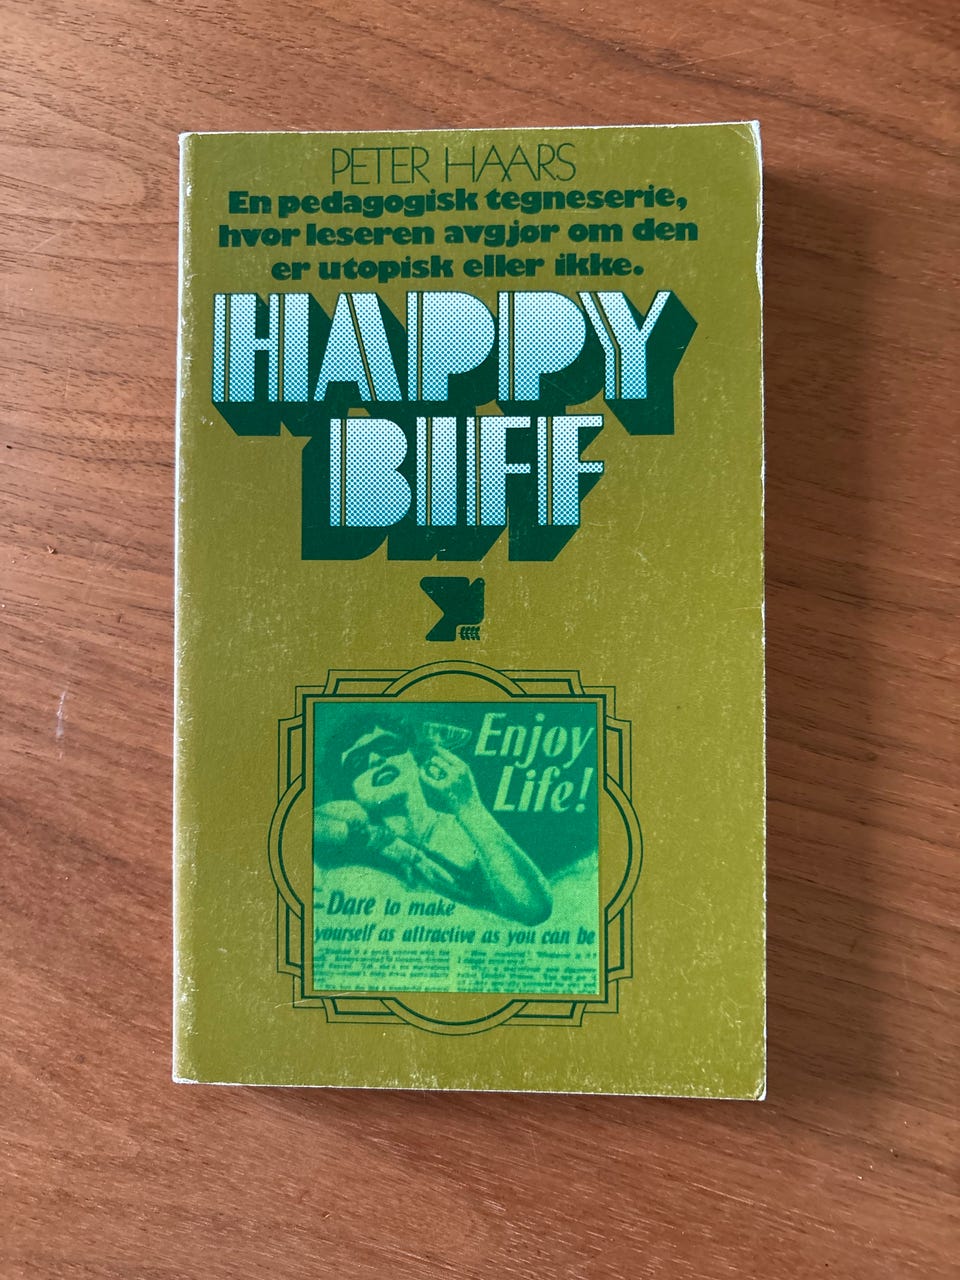 PETER HAARS
En pedagogisk tegneserie,
hvor leseren avgjør om den
er utopisk eller ikke.
HAPPY
BIFF
Enjoy
Life!
-Dare to make
yourself as attractive as you can be